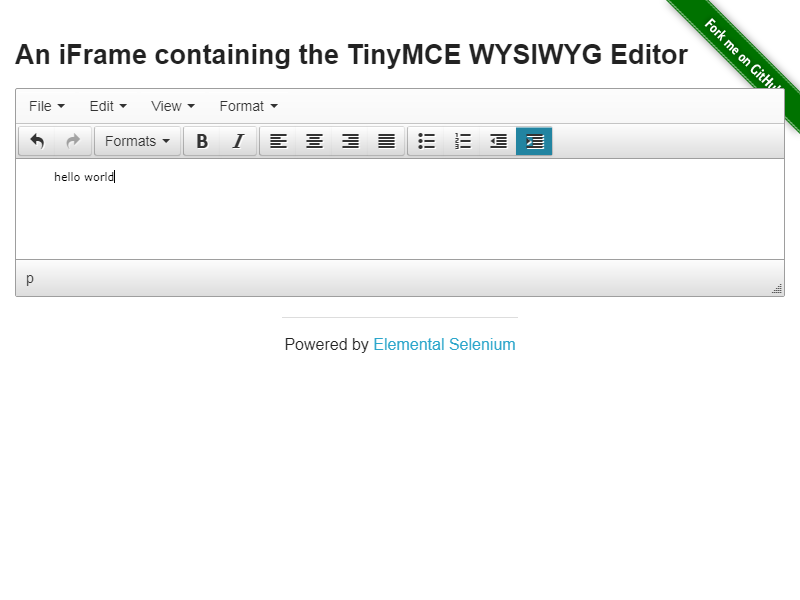 Fork me on GitHub
An iFrame containing the TinyMCE WYSIWYG Editor
File Edit View Format
Formats B I
hello world
p
Powered by Elemental Selenium